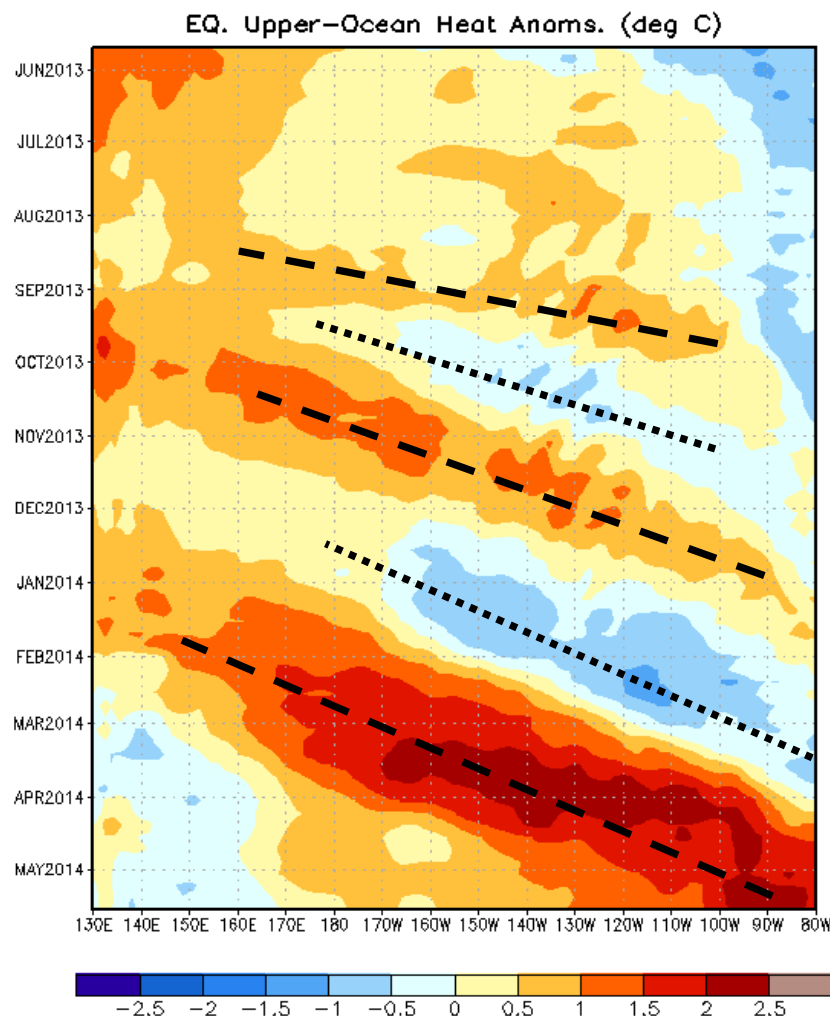 EQ. Upper-Ocean Heat Anoms. (deg C)
JUN2013
JUL2013
AUG2013
SEP2013
OCT2013
NOV2013
DEC2013
JAN2014
FEB2014
MAR2014
APR2014
MAY2014
130E 140E 150E 160E 170E 180 170W 160W 150W 140W 130W 120W 110W 100W 90W 80W
-2.5 -2 -1.5 -1 -0.5 0 0.5 1 1.5 2 2.5